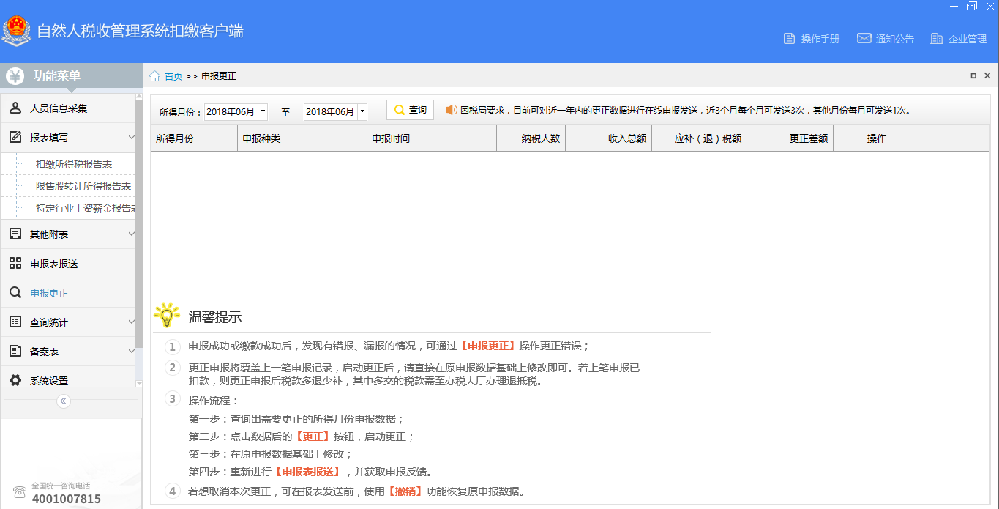 自然人税收管理系统扣缴客户端
操作手册 通知公告 企业管理
功能菜单
首页 >> 申报更正
人员信息采集
报表填写
扣缴所得税报告表
限售股转让所得报告表
特定行业工资薪金报告表
其他附表
申报表报送
申报更正
查询统计
备案表
系统设置
全国统一咨询电话
4001007815
所得月份： 2018年06月 至 2018年06月 查询 因税局要求，目前可对近一年内的更正数据进行在线申报发送，近3个月每个月可发送3次，其他月份每月可发送1次。
所得月份 申报种类 申报时间 纳税人数 收入总额 应补（退）税额 更正差额 操作
温馨提示
1 申报成功或缴款成功后，发现有错报、漏报的情况，可通过【申报更正】操作更正错误；
2 更正申报将覆盖上一笔申报记录，启动更正后，请直接在原申报数据基础上修改即可。若上笔申报已
扣款，则更正申报后税款多退少补，其中多交的税款需至办税大厅办理退抵税。
3 操作流程：
第一步：查询出需要更正的所得月份申报数据；
第二步：点击数据后的【更正】按钮，启动更正；
第三步：在原申报数据基础上修改；
第四步：重新进行【申报表报送】，并获取申报反馈。
4 若想取消本次更正，可在报表发送前，使用【撤销】功能恢复原申报数据。